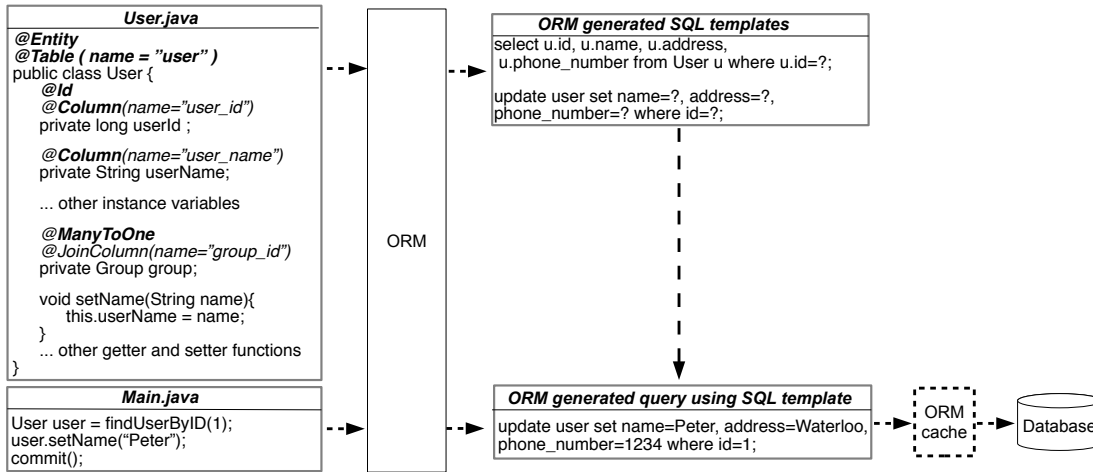 User.java
@Entity
@Table ( name = ”user” )
public class User {
@Id
@Column(name=”user_id”)
private long userId ;
@Column(name=”user_name”)
private String userName;
... other instance variables
@ManyToOne
@JoinColumn(name=”group_id”)
private Group group;
void setName(String name){
this.userName = name;
}
... other getter and setter functions
}
Main.java
User user = findUserByID(1);
user.setName(“Peter”);
commit();
ORM
ORM generated SQL templates
select u.id, u.name, u.address,
u.phone_number from User u where u.id=?;
update user set name=?, address=?,
phone_number=? where id=?;
ORM generated query using SQL template
update user set name=Peter, address=Waterloo,
phone_number=1234 where id=1;
ORM
cache
Database